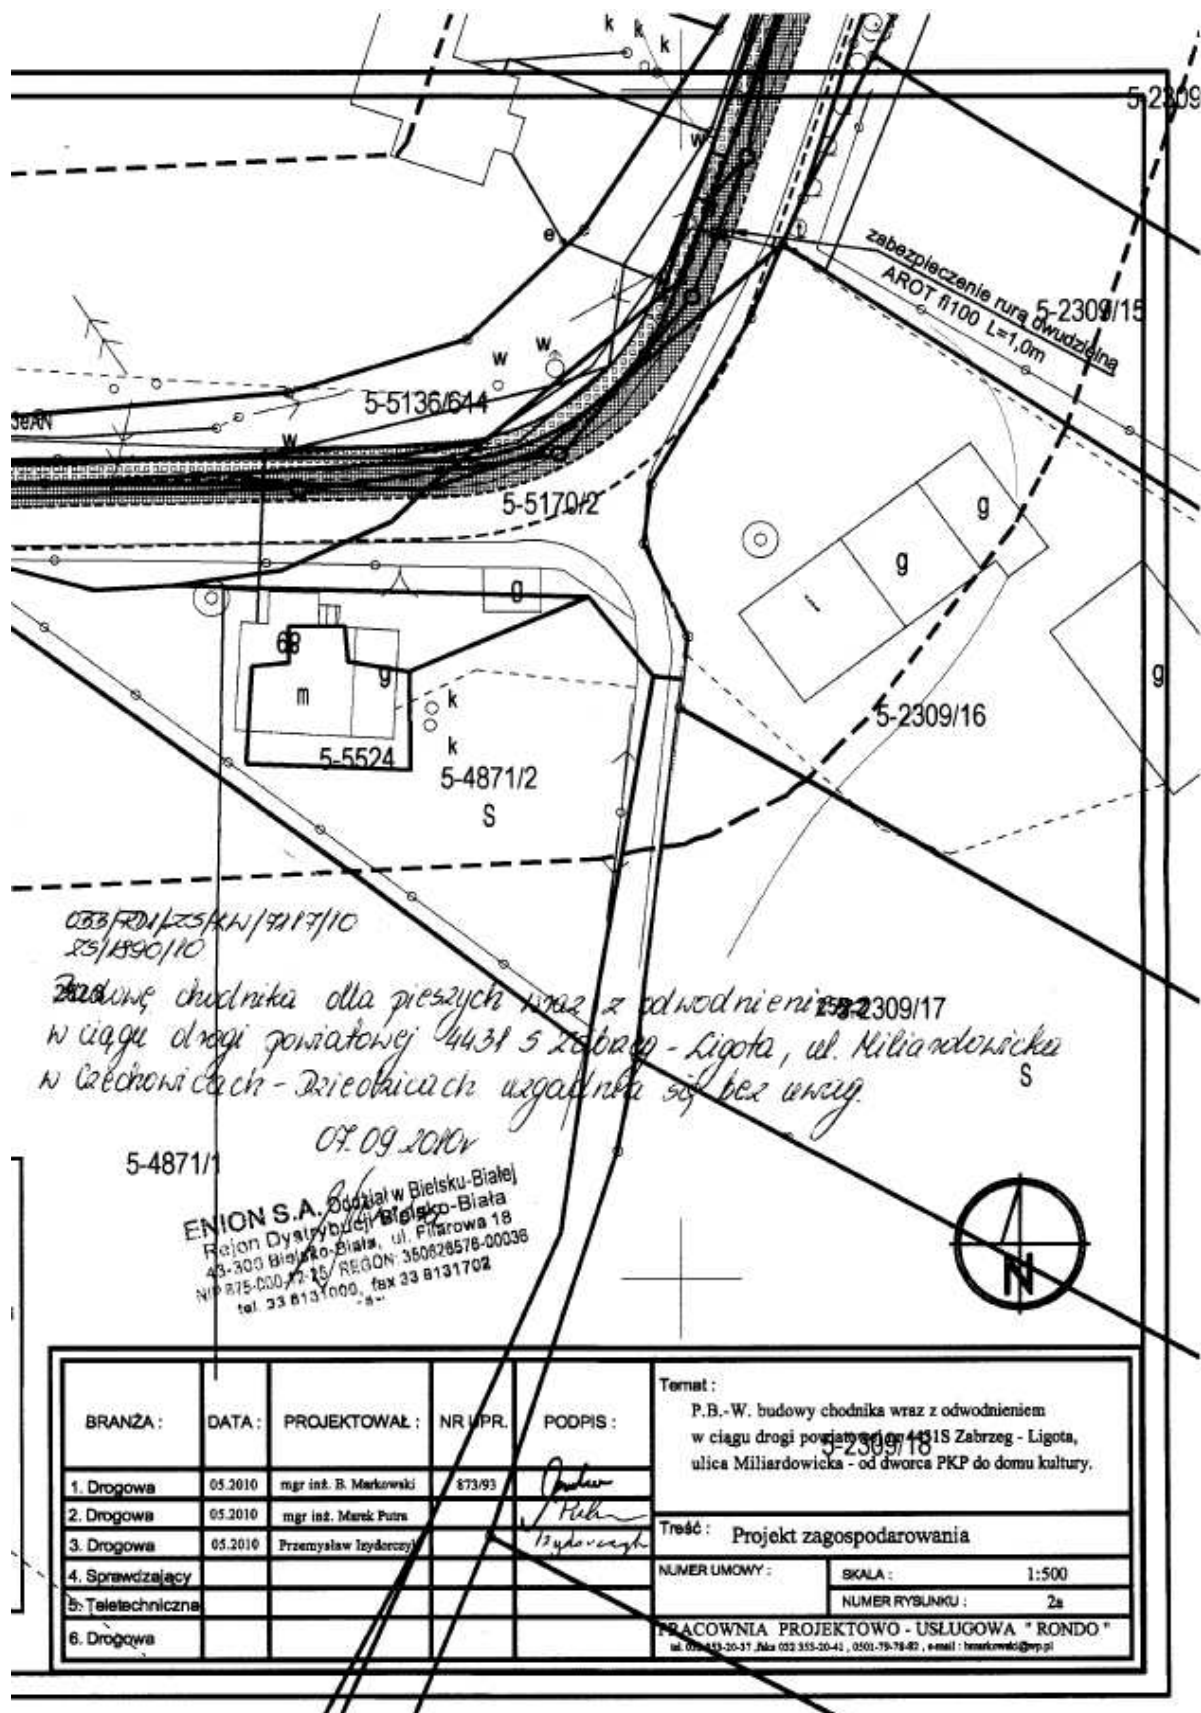 k
k
k
5-2309
w
e
zabezpieczenie rurą dwudzielną
AROT fi100 L=1,0m
5-2309/15
w
w
5-5136/644
w
5-5170/2
g
g
g
68
g
m
k
g
5-2309/16
5-5524
k
5-4871/2
S
033/RD1/ZS/KW/7217/10
ZS/1890/10
Budowę chodnika dla pieszych wraz z odwodnieniem
5-2309/17
w ciągu drogi powiatowej 4431 S Zabrzeg - Ligota, ul. Miliardowicka
S
w Czechowicach - Dziedzicach uzgadnia się bez uwag.
07.09.2010r
5-4871/1
ENION S.A. Oddział w Bielsku-Białej
Rejon Dystrybucji Bielsko-Biała
43-300 Bielsko-Biała, ul. Filarowa 18
REGON: 350628576-00036
tel. 33 8131000, fax 33 8131702
N
BRANŻA : DATA : PROJEKTOWAŁ : NR UPR. PODPIS :
1. Drogowa 05.2010 mgr inż. B. Markowski 873/93
2. Drogowa 05.2010 mgr inż. Marek Putra
3. Drogowa 05.2010 Przemysław Izydorczyk
4. Sprawdzający
5. Teletechniczna
6. Drogowa
Temat :
P.B.-W. budowy chodnika wraz z odwodnieniem
w ciągu drogi powiatowej nr 4431S Zabrzeg - Ligota,
5-2309/18
ulica Miliardowicka - od dworca PKP do domu kultury.
Treść : Projekt zagospodarowania
NUMER UMOWY :
SKALA : 1:500
NUMER RYSUNKU : 2a
PRACOWNIA PROJEKTOWO - USŁUGOWA " RONDO "